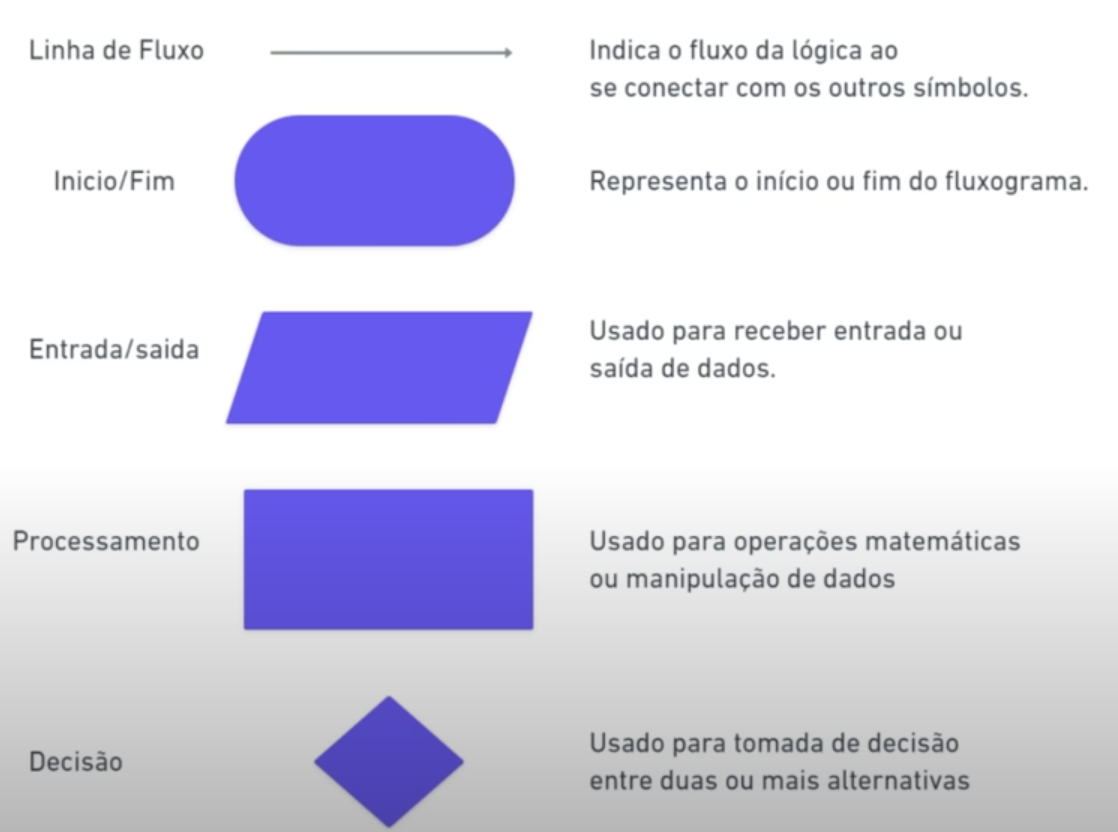 Linha de Fluxo
Indica o fluxo da lógica ao
se conectar com os outros símbolos.
Inicio/Fim
Representa o início ou fim do fluxograma.
Entrada/saida
Usado para receber entrada ou
saída de dados.
Processamento
Usado para operações matemáticas
ou manipulação de dados
Decisão
Usado para tomada de decisão
entre duas ou mais alternativas